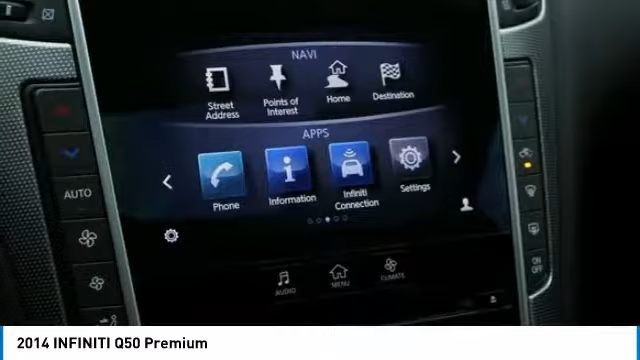 NAVI
Street Address
Points of Interest
Home
Destination
APPS
Phone
Information
Infiniti Connection
Settings
AUTO
AUDIO
MENU
CLIMATE
ON
OFF
2014 INFINITI Q50 Premium